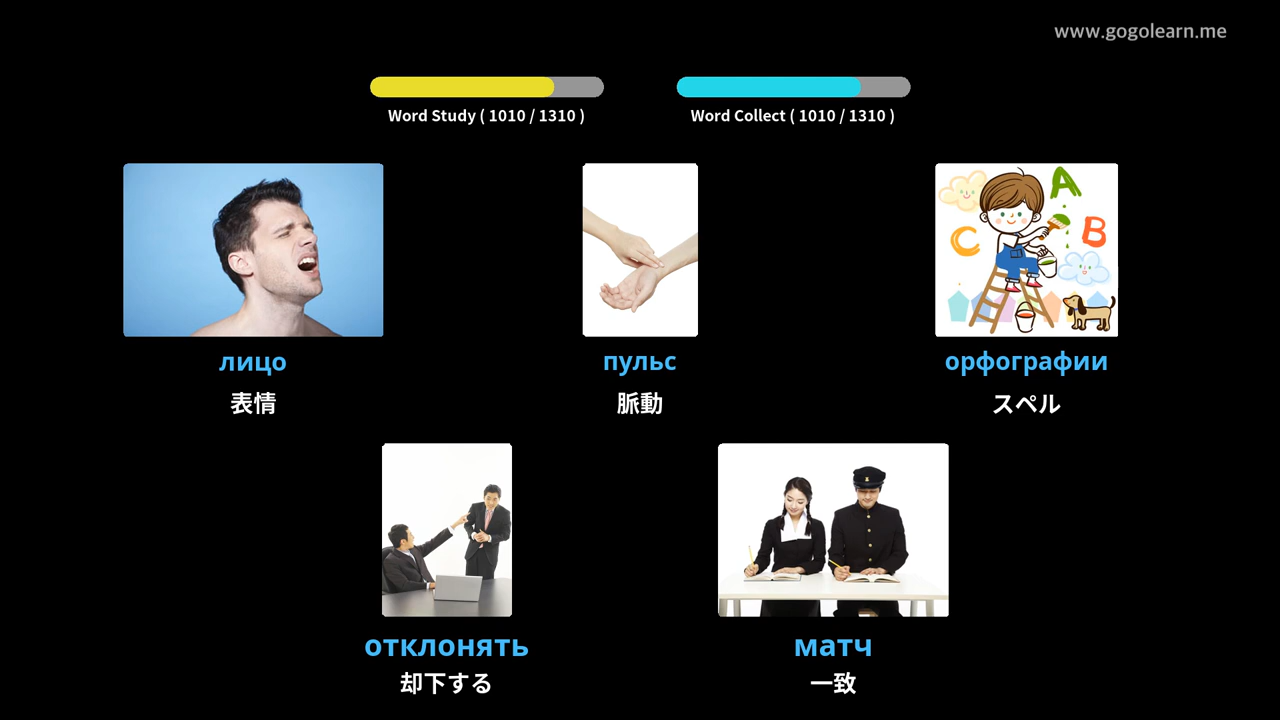 www.gogolearn.me
Word Study ( 1010 / 1310 )
Word Collect ( 1010 / 1310 )
лицо
пульс
орфографии
表情
脈動
スペル
A
B
C
отклонять
матч
却下する
一致